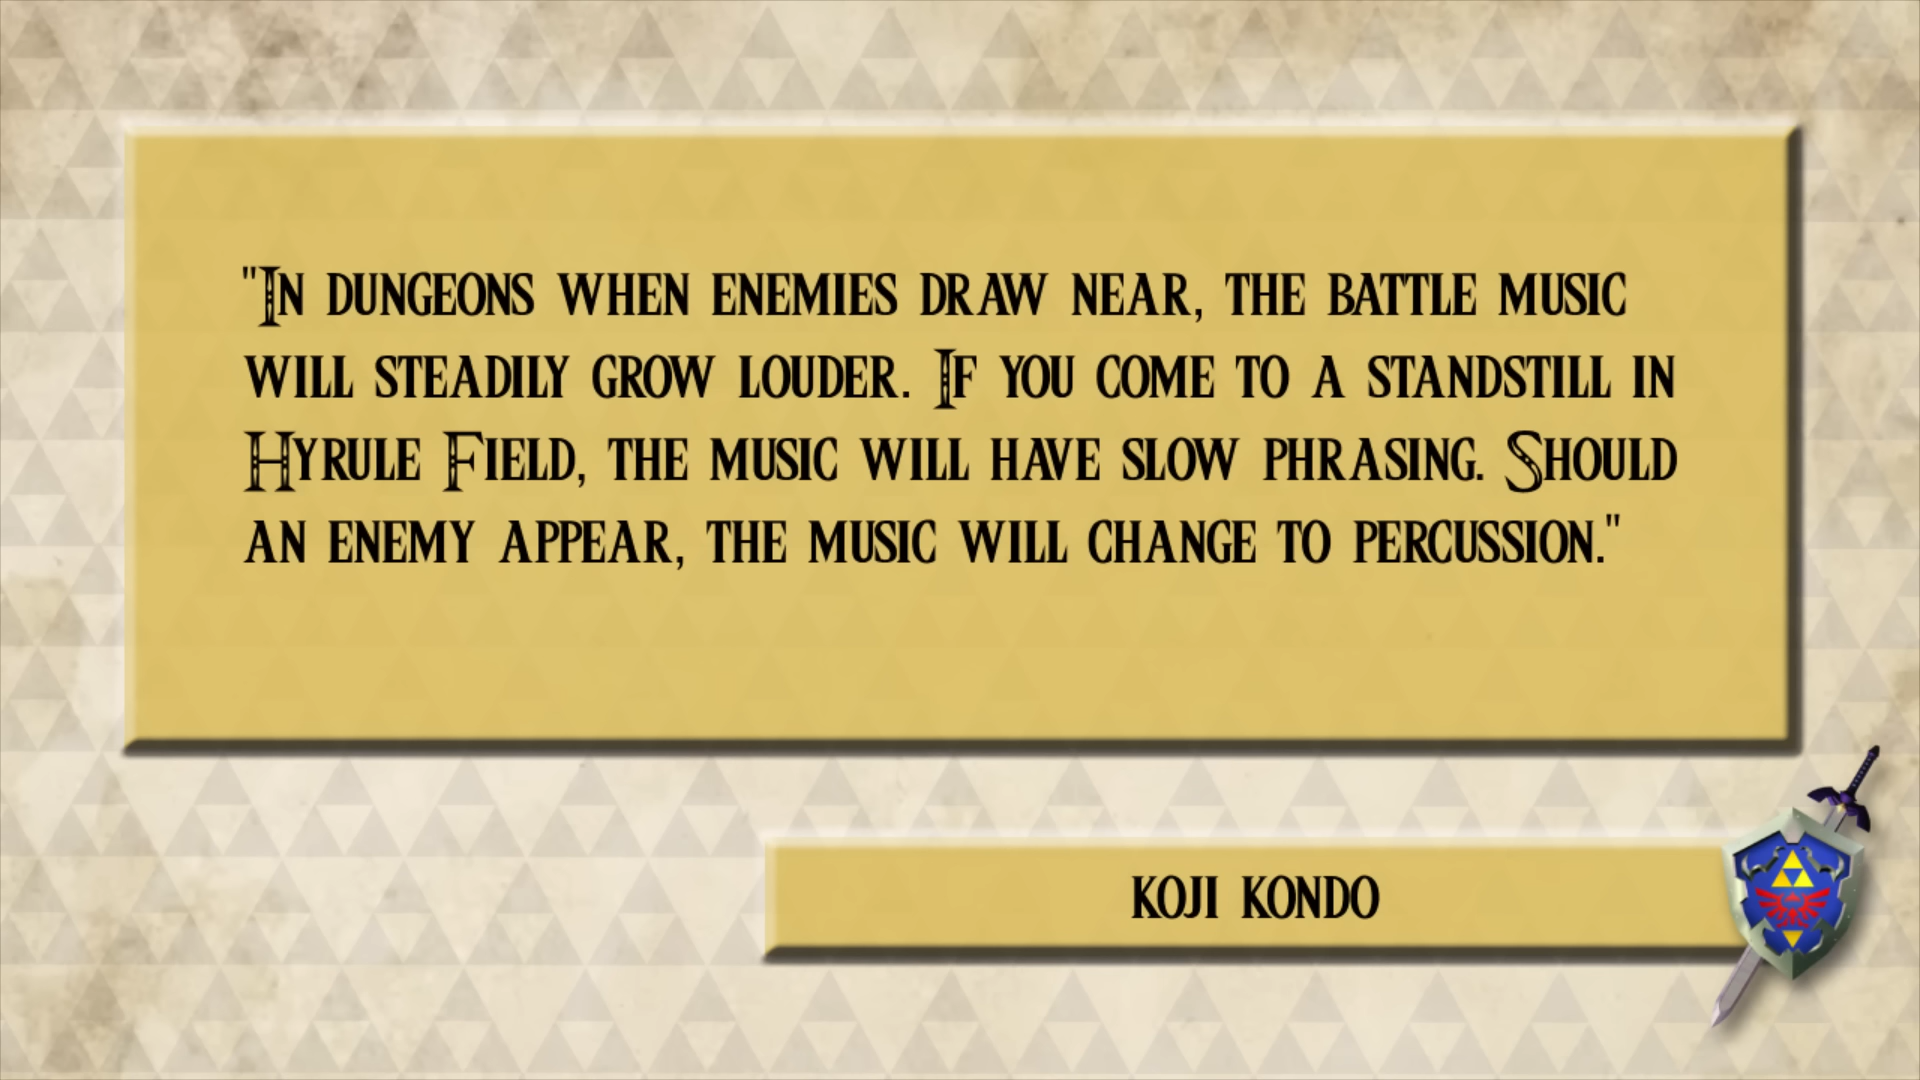 "In dungeons when enemies draw near, the battle music
will steadily grow louder. If you come to a standstill in
Hyrule Field, the music will have slow phrasing. Should
an enemy appear, the music will change to percussion."
KOJI KONDO